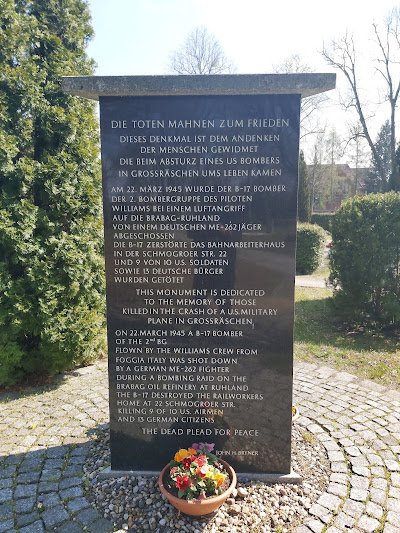 DIE TOTEN MAHNEN ZUM FRIEDEN
DIESES DENKMAL IST DEM ANDENKEN
DER MENSCHEN GEWIDMET
DIE BEIM ABSTURZ EINES US BOMBERS
IN GROSSRÄSCHEN UMS LEBEN KAMEN
AM 22. MÄRZ 1945 WURDE DER B-17 BOMBER
DER 2. BOMBERGRUPPE DES PILOTEN
WILLIAMS BEI EINEM LUFTANGRIFF
AUF DIE BRABAG-RUHLAND
VON EINEM DEUTSCHEN ME-262 JÄGER
ABGESCHOSSEN
DIE B-17 ZERSTÖRTE DAS BAHNARBEITERHAUS
IN DER SCHMOGROER STR. 22
UND 9 VON 10 US. SOLDATEN
SOWIE 13 DEUTSCHE BÜRGER
WURDEN GETÖTET
THIS MONUMENT IS DEDICATED
TO THE MEMORY OF THOSE
KILLED IN THE CRASH OF A U.S. MILITARY
PLANE IN GROSSRÄSCHEN
ON 22.MARCH 1945 A B-17 BOMBER
OF THE 2ND BG
FLOWN BY THE WILLIAMS CREW FROM
FOGGIA ITALY WAS SHOT DOWN
BY A GERMAN ME-262 FIGHTER
DURING A BOMBING RAID ON THE
BRABAG OIL REFINERY AT RUHLAND
THE B-17 DESTROYED THE RAILWORKERS
HOME AT 22 SCHMOGROER STR.
KILLING 9 OF 10 U.S. AIRMEN
AND 13 GERMAN CITIZENS
THE DEAD PLEAD FOR PEACE
JOHN H. BITNER